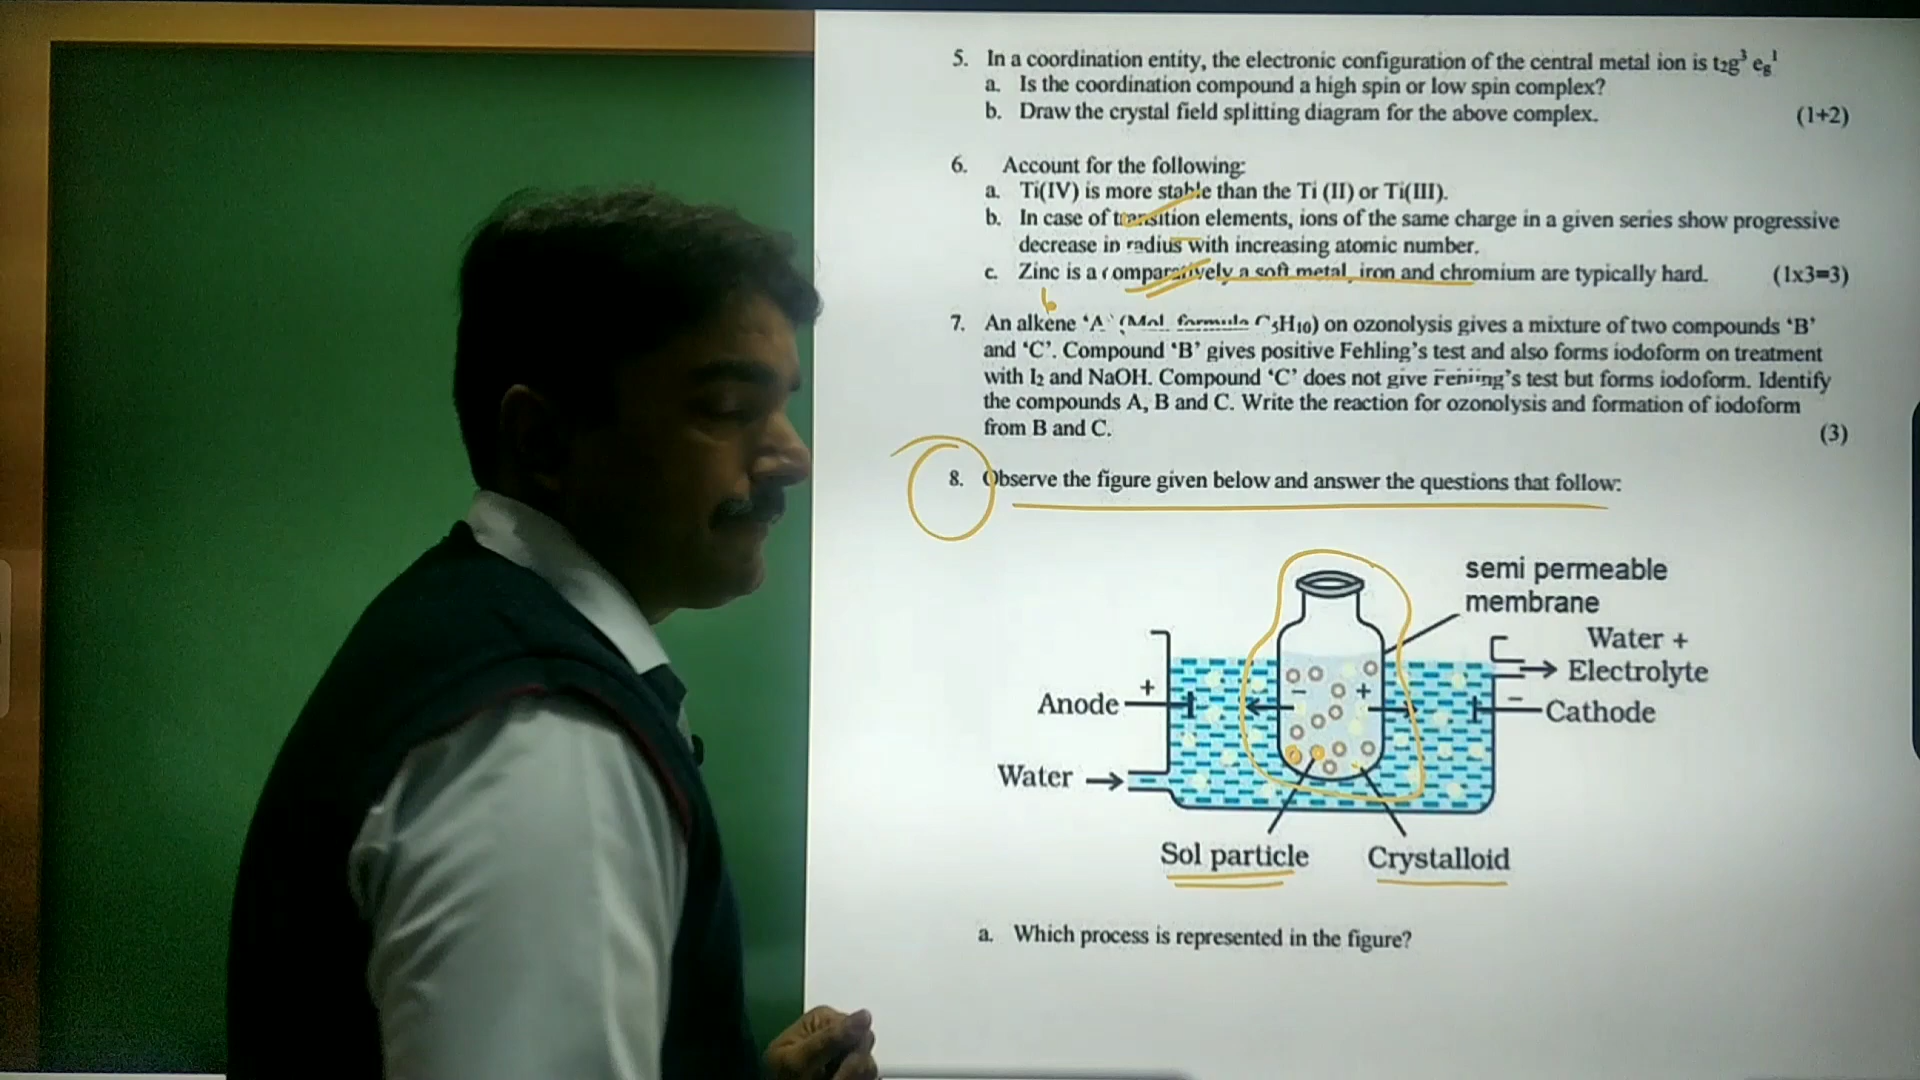 5. In a coordination entity, the electronic configuration of the central metal ion is t₂g³ eg¹
a. Is the coordination compound a high spin or low spin complex?
b. Draw the crystal field splitting diagram for the above complex. (1+2)
6. Account for the following:
a. Ti(IV) is more stable than the Ti (II) or Ti(III).
b. In case of transition elements, ions of the same charge in a given series show progressive
decrease in radius with increasing atomic number.
c. Zinc is a comparatively a soft metal, iron and chromium are typically hard. (1x3=3)
7. An alkene ‘A’ (Mol. formula C₅H₁₀) on ozonolysis gives a mixture of two compounds ‘B’
and ‘C’. Compound ‘B’ gives positive Fehling’s test and also forms iodoform on treatment
with I₂ and NaOH. Compound ‘C’ does not give Fehling’s test but forms iodoform. Identify
the compounds A, B and C. Write the reaction for ozonolysis and formation of iodoform
from B and C. (3)
8. Observe the figure given below and answer the questions that follow:
semi permeable
membrane
Water +
Electrolyte
Anode +
− Cathode
− +
Water
Sol particle Crystalloid
a. Which process is represented in the figure?